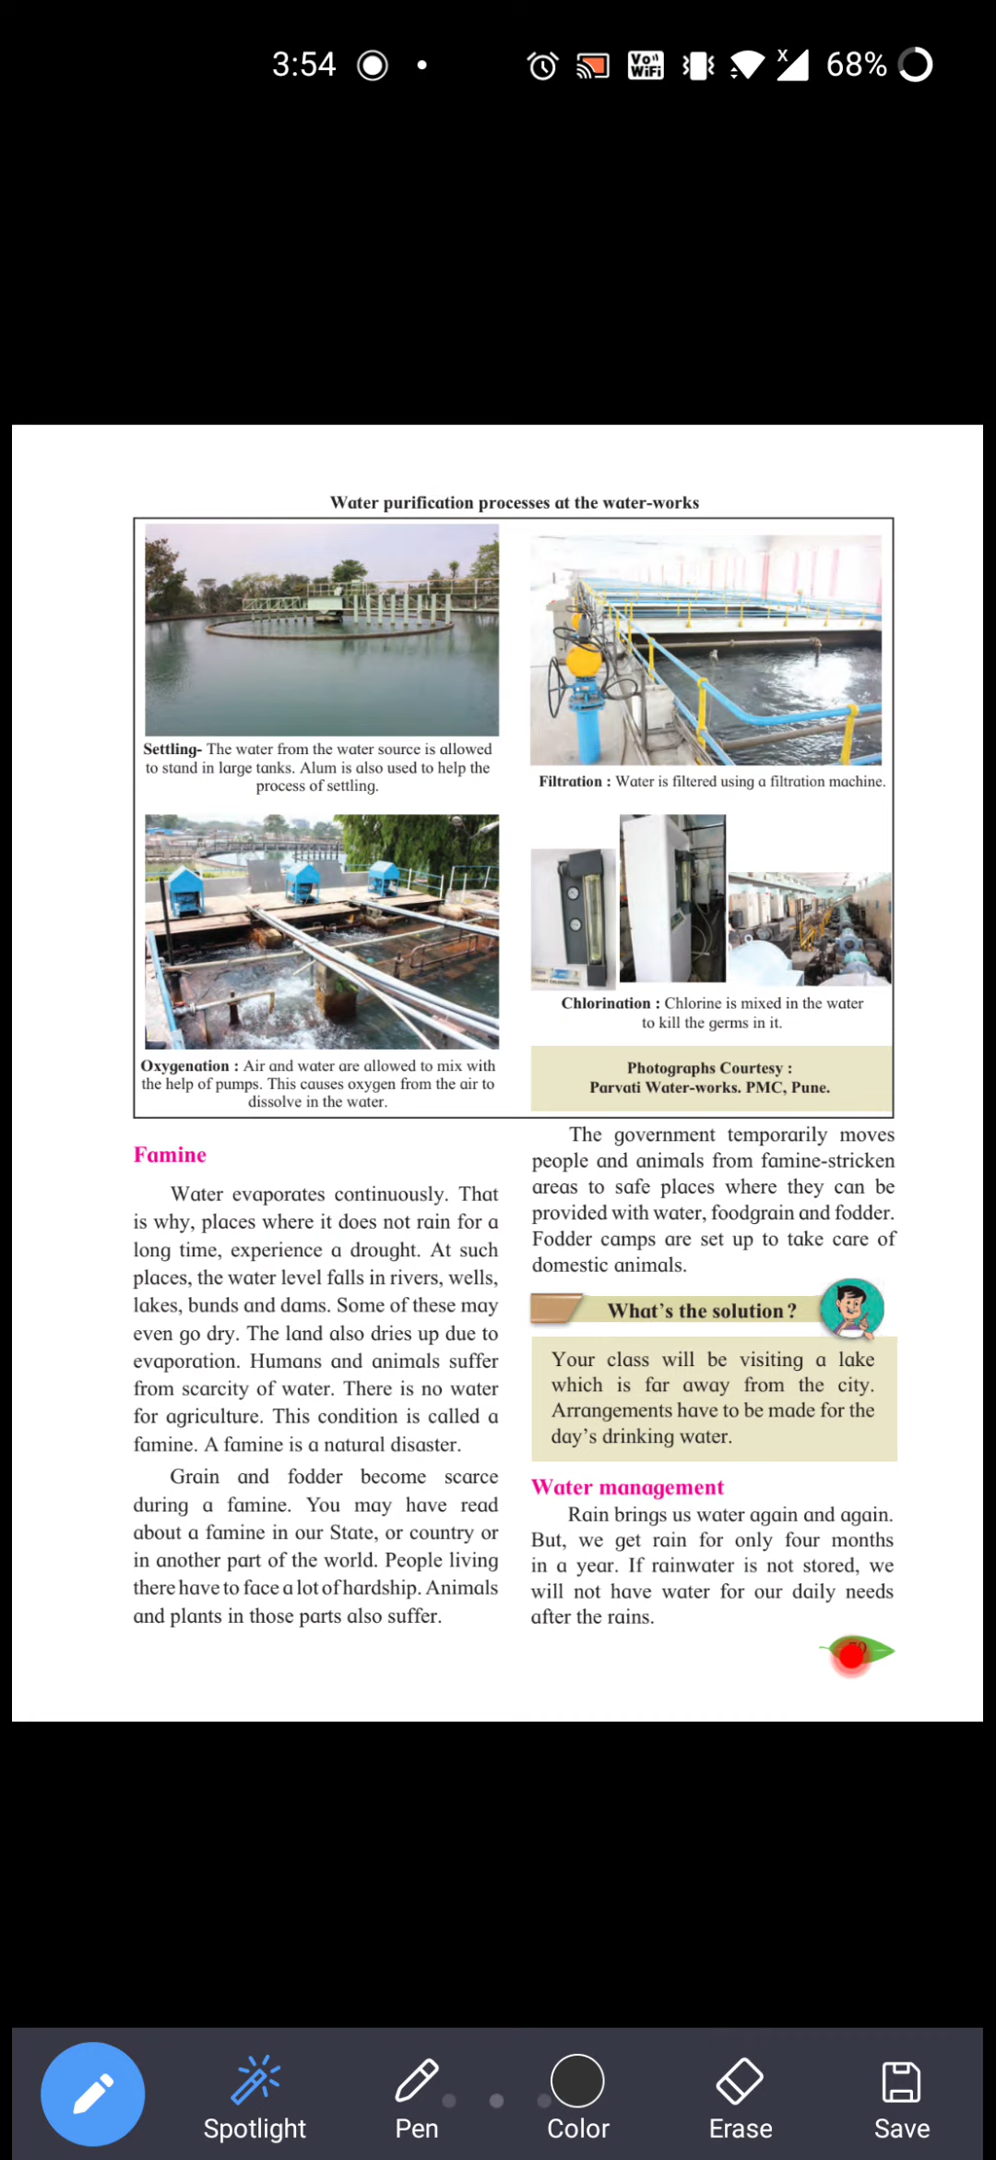 3:54
Vo
WiFi
x
68%
Water purification processes at the water-works
Settling- The water from the water source is allowed
to stand in large tanks. Alum is also used to help the
process of settling.
Filtration : Water is filtered using a filtration machine.
Oxygenation : Air and water are allowed to mix with
the help of pumps. This causes oxygen from the air to
dissolve in the water.
Chlorination : Chlorine is mixed in the water
to kill the germs in it.
Photographs Courtesy :
Parvati Water-works. PMC, Pune.
Famine
Water evaporates continuously. That
is why, places where it does not rain for a
long time, experience a drought. At such
places, the water level falls in rivers, wells,
lakes, bunds and dams. Some of these may
even go dry. The land also dries up due to
evaporation. Humans and animals suffer
from scarcity of water. There is no water
for agriculture. This condition is called a
famine. A famine is a natural disaster.
Grain and fodder become scarce
during a famine. You may have read
about a famine in our State, or country or
in another part of the world. People living
there have to face a lot of hardship. Animals
and plants in those parts also suffer.
The government temporarily moves
people and animals from famine-stricken
areas to safe places where they can be
provided with water, foodgrain and fodder.
Fodder camps are set up to take care of
domestic animals.
What's the solution ?
Your class will be visiting a lake
which is far away from the city.
Arrangements have to be made for the
day's drinking water.
Water management
Rain brings us water again and again.
But, we get rain for only four months
in a year. If rainwater is not stored, we
will not have water for our daily needs
after the rains.
Spotlight
Pen
Color
Erase
Save